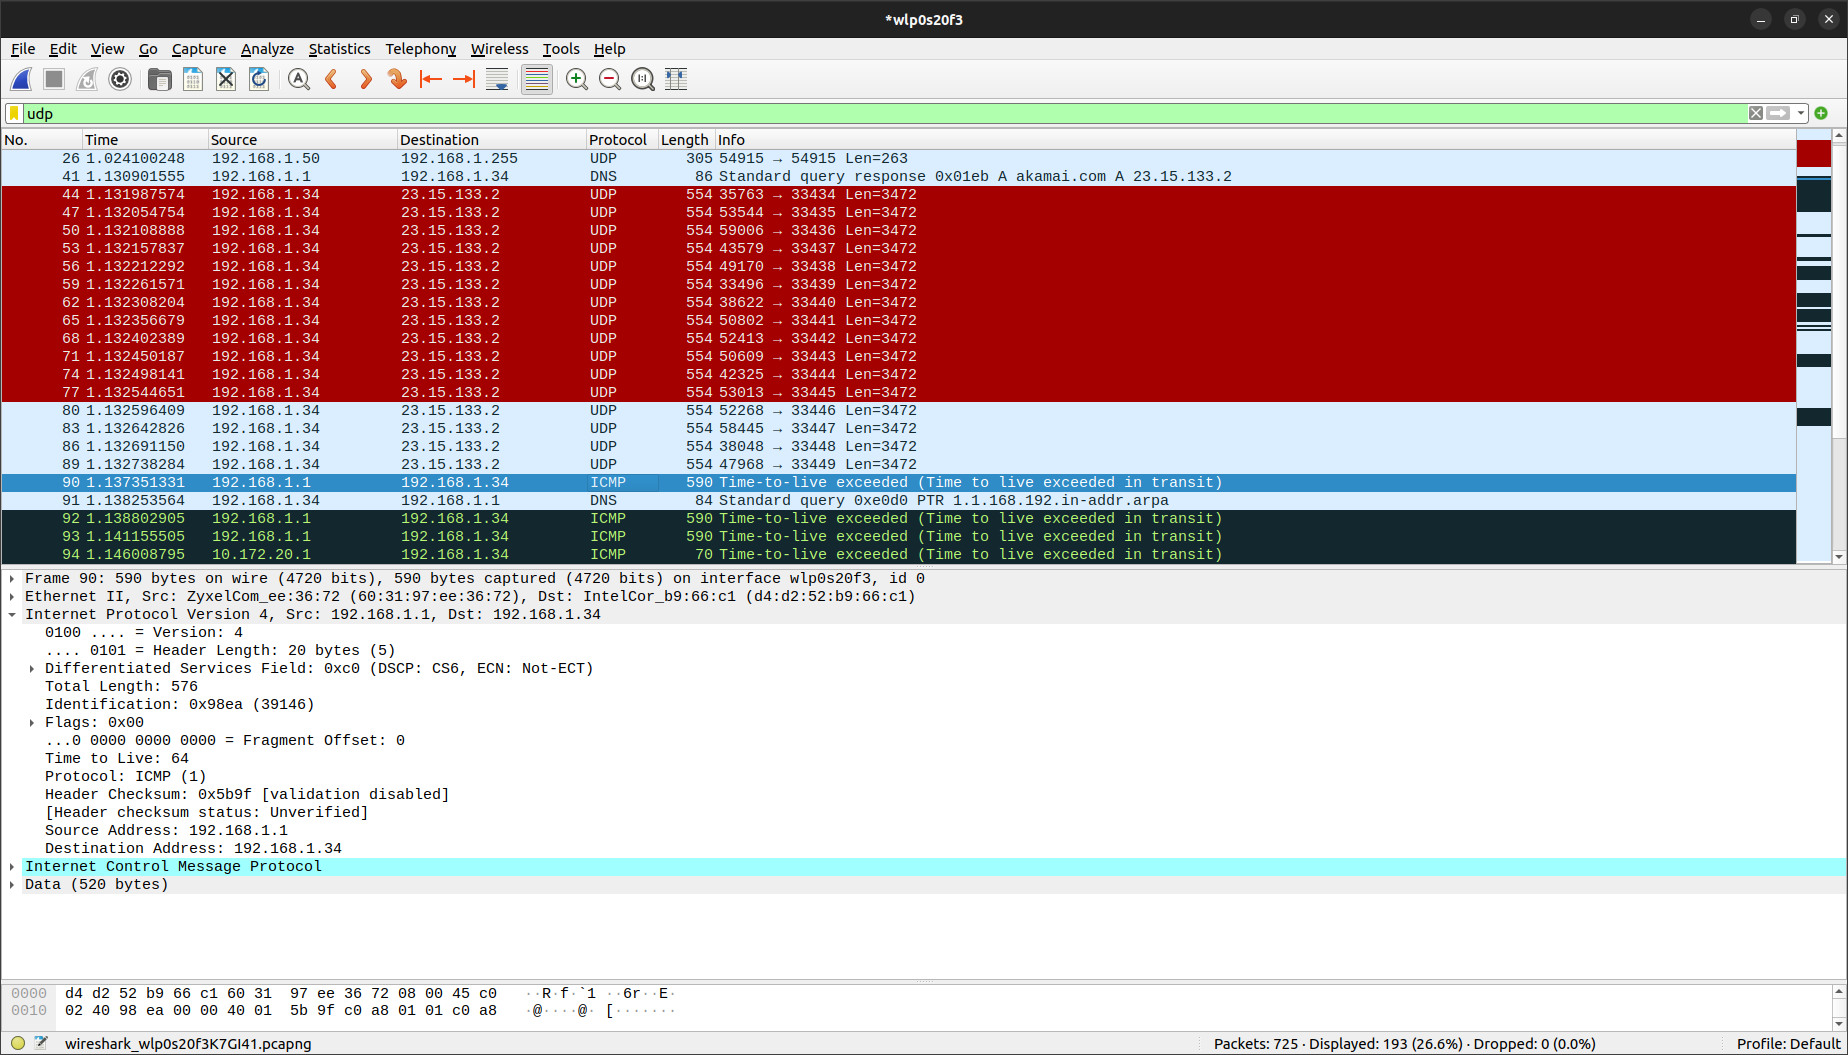 *wlp0s20f3
File Edit View Go Capture Analyze Statistics Telephony Wireless Tools Help
udp
No. Time Source Destination Protocol Length Info
26 1.024100248 192.168.1.50 192.168.1.255 UDP 305 54915 → 54915 Len=263
41 1.130901555 192.168.1.1 192.168.1.34 DNS 86 Standard query response 0x01eb A akamai.com A 23.15.133.2
44 1.131987574 192.168.1.34 23.15.133.2 UDP 554 35763 → 33434 Len=3472
47 1.132054754 192.168.1.34 23.15.133.2 UDP 554 53544 → 33435 Len=3472
50 1.132108888 192.168.1.34 23.15.133.2 UDP 554 59006 → 33436 Len=3472
53 1.132157837 192.168.1.34 23.15.133.2 UDP 554 43579 → 33437 Len=3472
56 1.132212292 192.168.1.34 23.15.133.2 UDP 554 49170 → 33438 Len=3472
59 1.132261571 192.168.1.34 23.15.133.2 UDP 554 33496 → 33439 Len=3472
62 1.132308204 192.168.1.34 23.15.133.2 UDP 554 38622 → 33440 Len=3472
65 1.132356679 192.168.1.34 23.15.133.2 UDP 554 50802 → 33441 Len=3472
68 1.132402389 192.168.1.34 23.15.133.2 UDP 554 52413 → 33442 Len=3472
71 1.132450187 192.168.1.34 23.15.133.2 UDP 554 50609 → 33443 Len=3472
74 1.132498141 192.168.1.34 23.15.133.2 UDP 554 42325 → 33444 Len=3472
77 1.132544651 192.168.1.34 23.15.133.2 UDP 554 53013 → 33445 Len=3472
80 1.132596409 192.168.1.34 23.15.133.2 UDP 554 52268 → 33446 Len=3472
83 1.132642826 192.168.1.34 23.15.133.2 UDP 554 58445 → 33447 Len=3472
86 1.132691150 192.168.1.34 23.15.133.2 UDP 554 38048 → 33448 Len=3472
89 1.132738284 192.168.1.34 23.15.133.2 UDP 554 47968 → 33449 Len=3472
90 1.137351331 192.168.1.1 192.168.1.34 ICMP 590 Time-to-live exceeded (Time to live exceeded in transit)
91 1.138253564 192.168.1.34 192.168.1.1 DNS 84 Standard query 0xe0d0 PTR 1.1.168.192.in-addr.arpa
92 1.138802905 192.168.1.1 192.168.1.34 ICMP 590 Time-to-live exceeded (Time to live exceeded in transit)
93 1.141155505 192.168.1.1 192.168.1.34 ICMP 590 Time-to-live exceeded (Time to live exceeded in transit)
94 1.146008795 10.172.20.1 192.168.1.34 ICMP 70 Time-to-live exceeded (Time to live exceeded in transit)
Frame 90: 590 bytes on wire (4720 bits), 590 bytes captured (4720 bits) on interface wlp0s20f3, id 0
Ethernet II, Src: ZyxelCom_ee:36:72 (60:31:97:ee:36:72), Dst: IntelCor_b9:66:c1 (d4:d2:52:b9:66:c1)
Internet Protocol Version 4, Src: 192.168.1.1, Dst: 192.168.1.34
0100 .... = Version: 4
.... 0101 = Header Length: 20 bytes (5)
Differentiated Services Field: 0xc0 (DSCP: CS6, ECN: Not-ECT)
Total Length: 576
Identification: 0x98ea (39146)
Flags: 0x00
...0 0000 0000 0000 = Fragment Offset: 0
Time to Live: 64
Protocol: ICMP (1)
Header Checksum: 0x5b9f [validation disabled]
[Header checksum status: Unverified]
Source Address: 192.168.1.1
Destination Address: 192.168.1.34
Internet Control Message Protocol
Data (520 bytes)
0000 d4 d2 52 b9 66 c1 60 31 97 ee 36 72 08 00 45 c0 ··R·f·`1 ··6r··E·
0010 02 40 98 ea 00 00 40 01 5b 9f c0 a8 01 01 c0 a8 ·@····@· [·······
wireshark_wlp0s20f3K7GI41.pcapng Packets: 725 · Displayed: 193 (26.6%) · Dropped: 0 (0.0%) Profile: Default